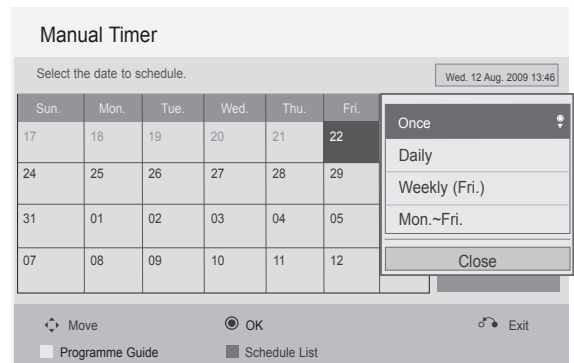 Manual Timer
Select the date to schedule.
Wed. 12 Aug. 2009 13:46
Sun. Mon. Tue. Wed. Thu. Fri.
17 18 19 20 21 22
24 25 26 27 28 29
31 01 02 03 04 05
07 08 09 10 11 12
Once
Daily
Weekly (Fri.)
Mon.~Fri.
Close
Move OK Exit
Programme Guide Schedule List